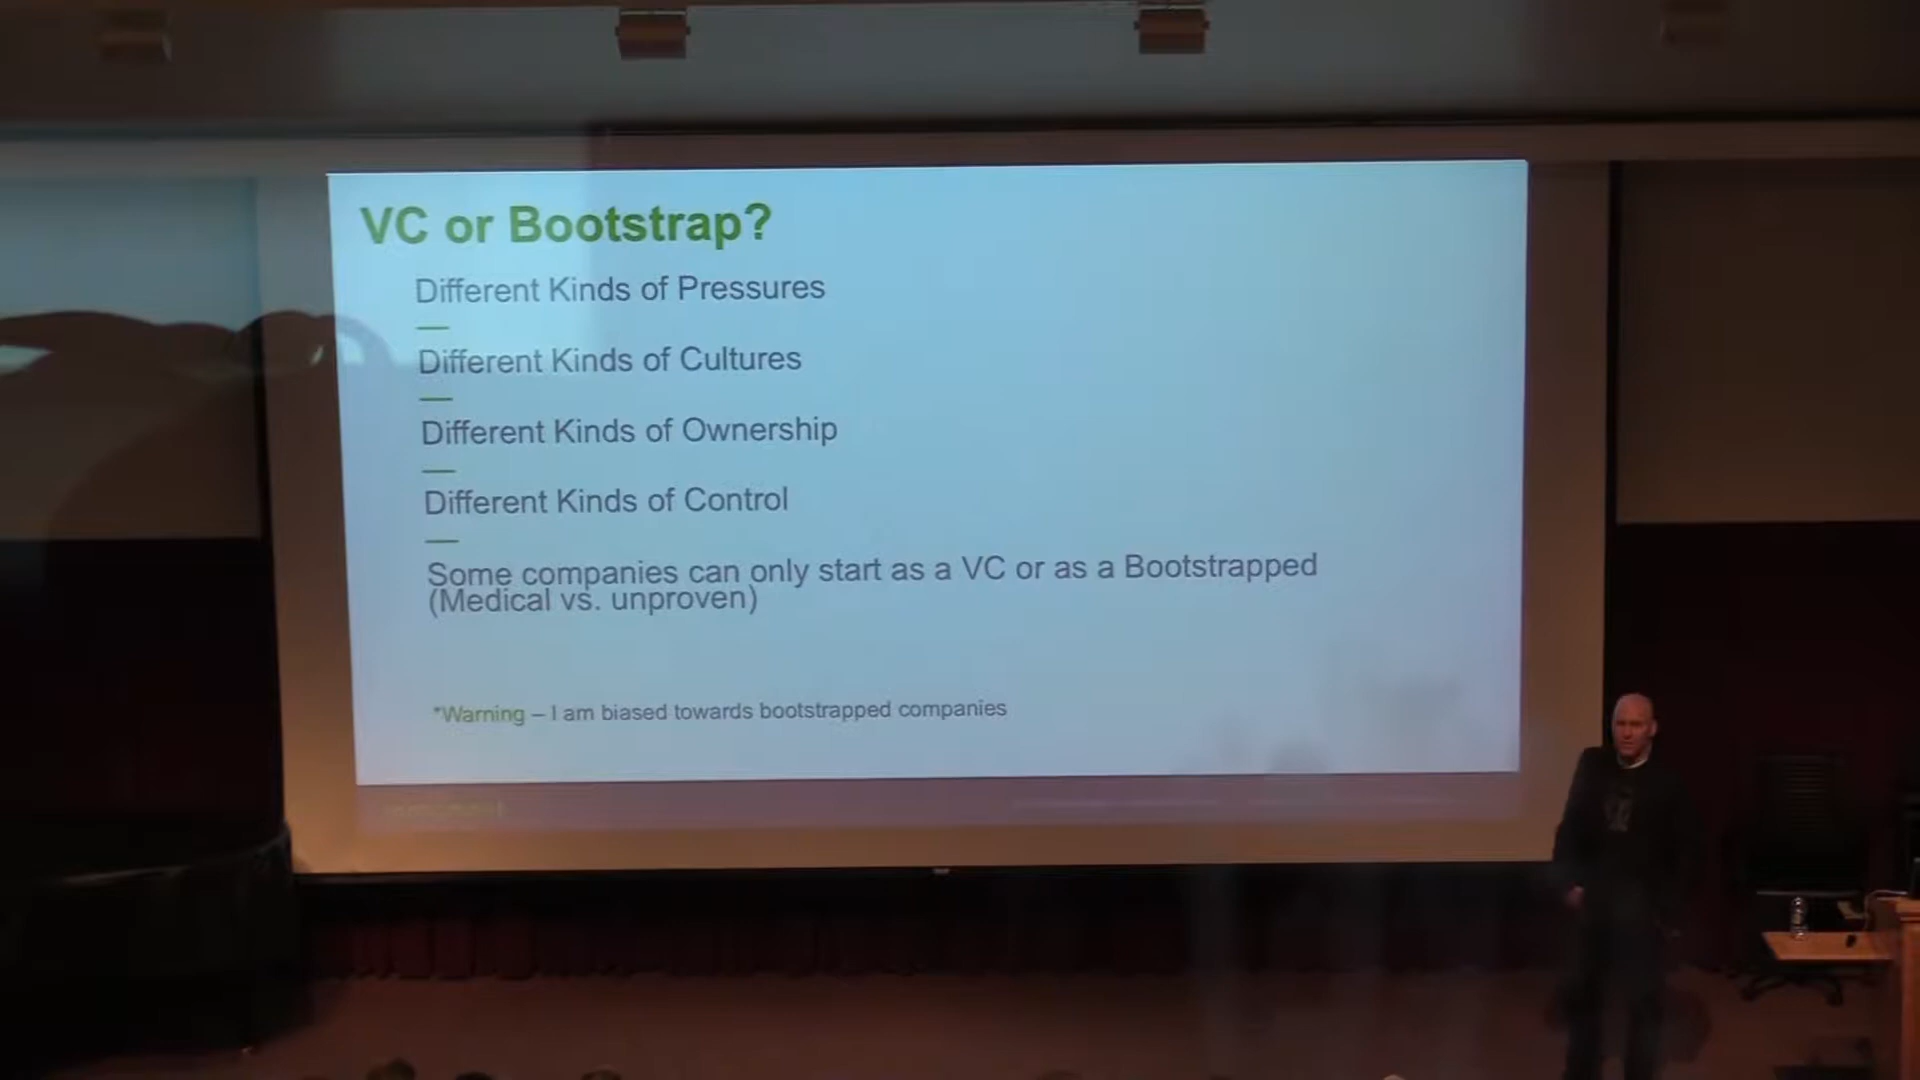 VC or Bootstrap?
Different Kinds of Pressures
Different Kinds of Cultures
Different Kinds of Ownership
Different Kinds of Control
Some companies can only start as a VC or as a Bootstrapped
(Medical vs. unproven)
*Warning – I am biased towards bootstrapped companies